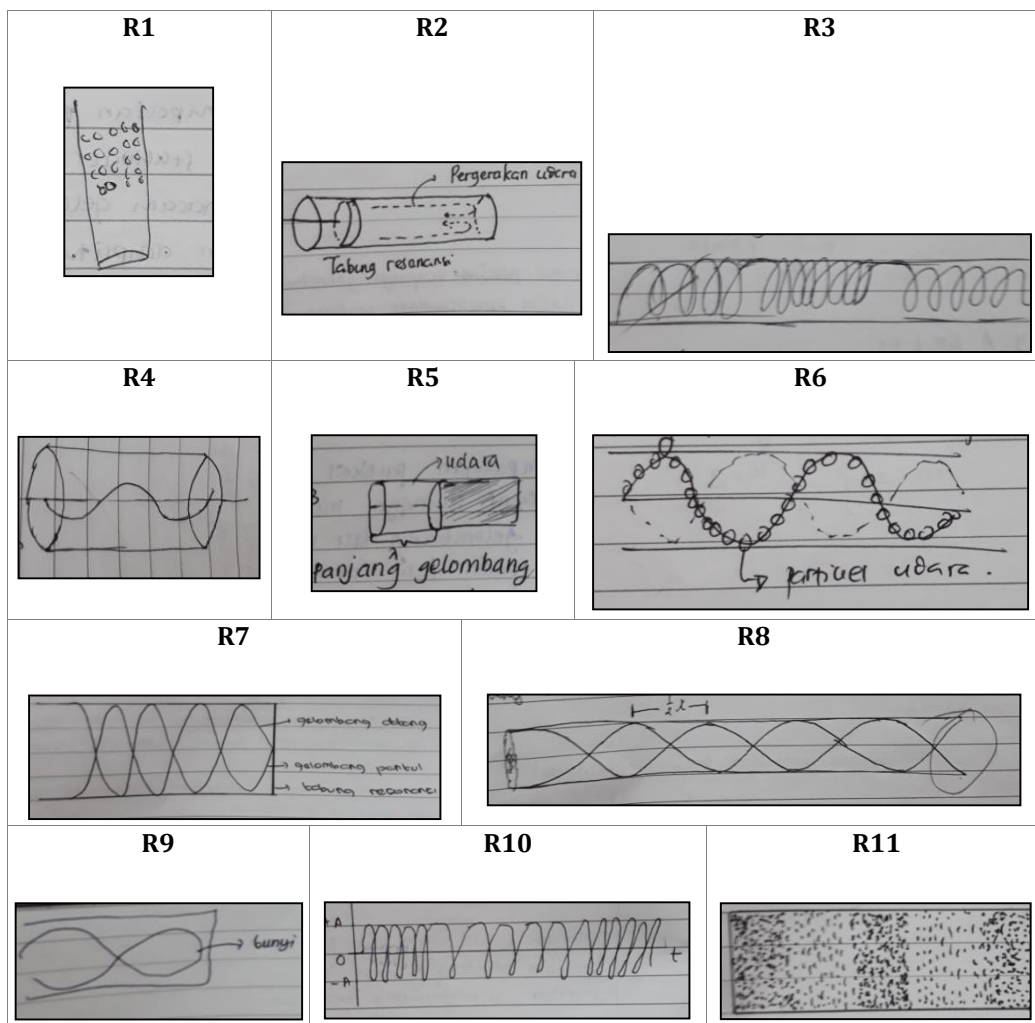 R1
R2
R3
Pergerakan udara
Tabung resonansi
R4
R5
R6
udara
λ
panjang gelombang
partikel udara.
R7
R8
gelombang datang
gelombang pantul
tabung resonansi
½ λ
R9
R10
R11
bunyi
+A
O
-A
t